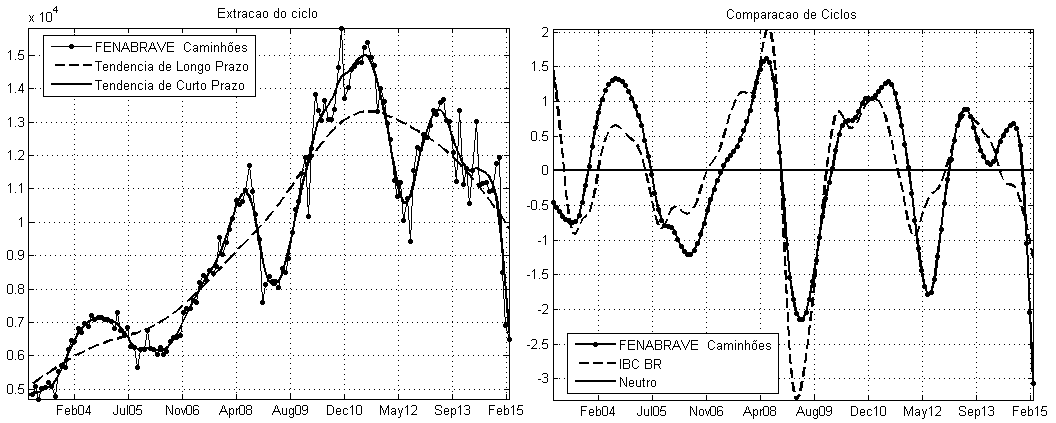 Extracao do ciclo
x 10⁴
FENABRAVE Caminhões
Tendencia de Longo Prazo
Tendencia de Curto Prazo
1.5
1.4
1.3
1.2
1.1
1
0.9
0.8
0.7
0.6
0.5
Feb04 Jul05 Nov06 Apr08 Aug09 Dec10 May12 Sep13 Feb15
Comparacao de Ciclos
2
1.5
1
0.5
0
-0.5
-1
-1.5
-2
-2.5
-3
FENABRAVE Caminhões
IBC BR
Neutro
Feb04 Jul05 Nov06 Apr08 Aug09 Dec10 May12 Sep13 Feb15